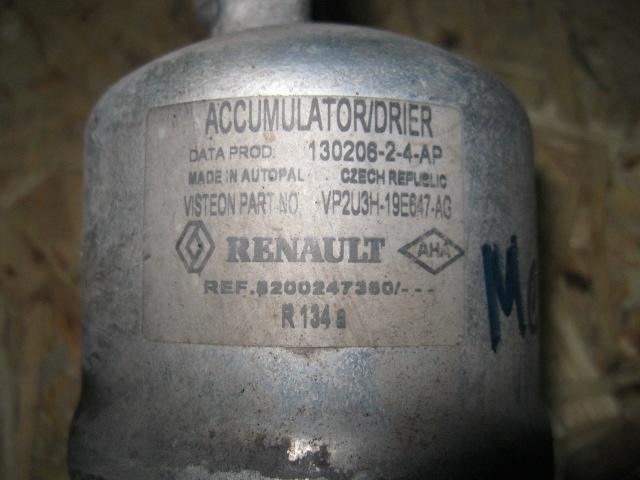 ACCUMULATOR/DRIER
DATA PROD. 130206-2-4-AP
MADE IN AUTOPAL CZECH REPUBLIC
VISTEON PART NO. VP2U3H-19E647-AG
RENAULT AHA
REF.8200247360/---
R 134 a